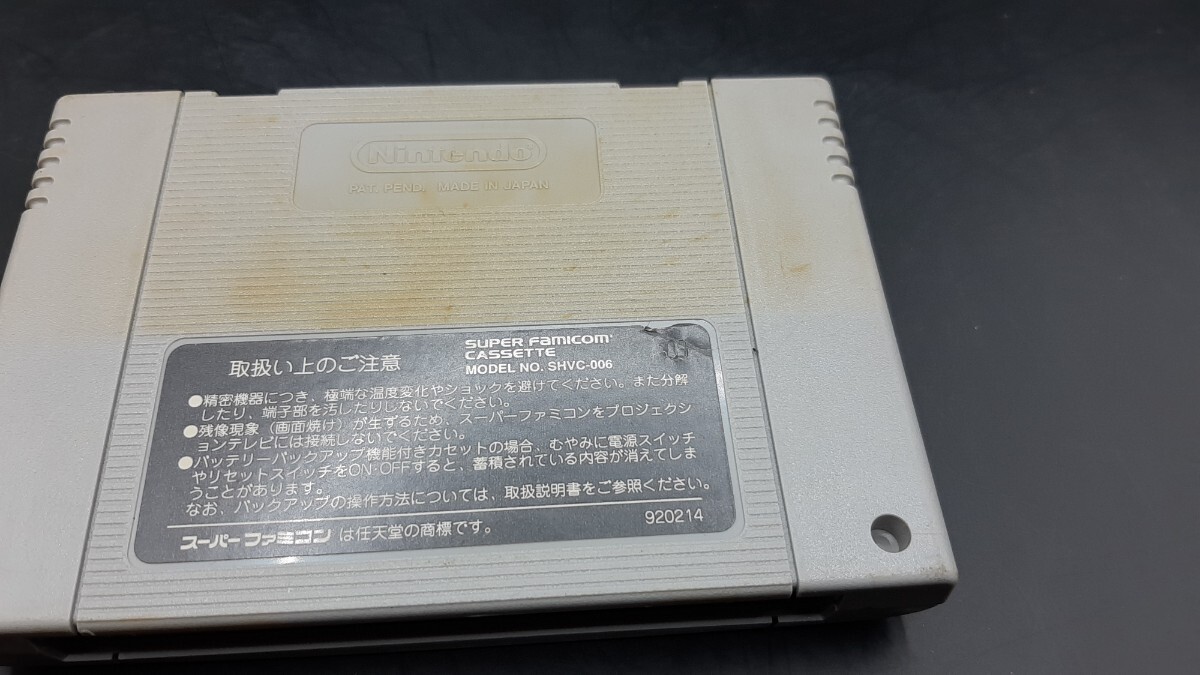 Nintendo
PAT. PEND. MADE IN JAPAN
取扱い上のご注意
SUPER FAMICOM
CASSETTE
MODEL NO. SHVC-006
●精密機器につき、極端な温度変化やショックを避けてください。また分解
したり、端子部を汚したりしないでください。
●残像現象（画面焼け）が生ずるため、スーパーファミコンをプロジェクシ
ョンテレビには接続しないでください。
●バッテリーバックアップ機能付きカセットの場合、むやみに電源スイッチ
やリセットスイッチをON・OFFすると、蓄積されている内容が消えてしま
うことがあります。
なお、バックアップの操作方法については、取扱説明書をご参照ください。
スーパーファミコン は任天堂の商標です。
920214